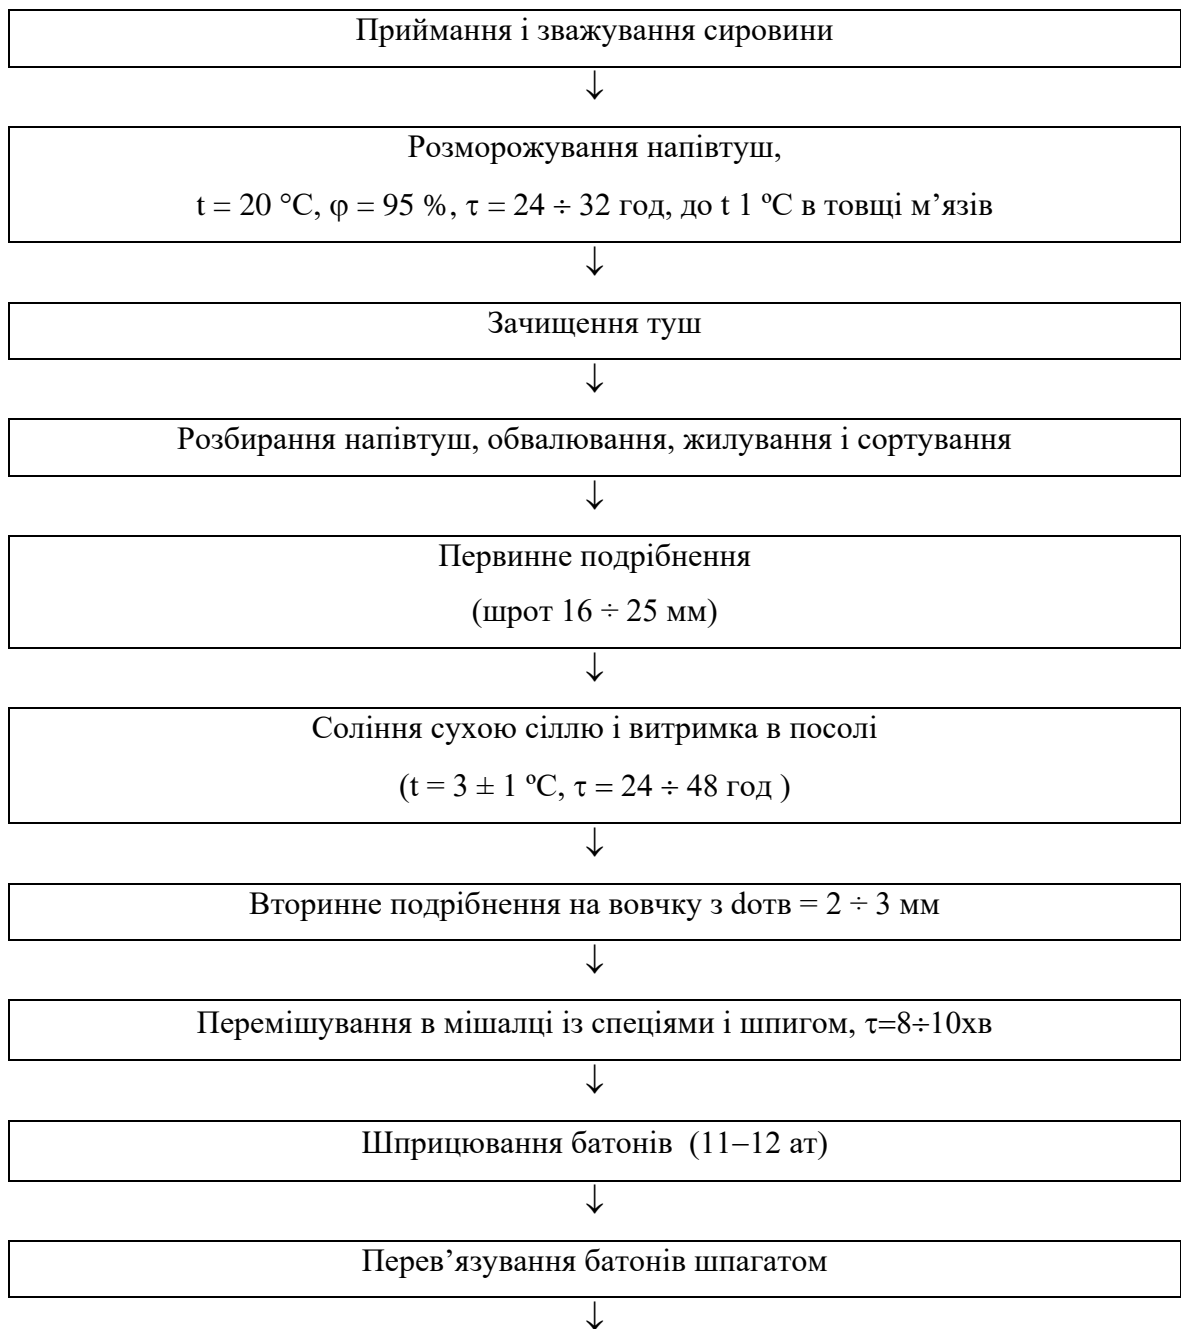 Приймання і зважування сировини
↓
Розморожування напівтуш,
t = 20 °С, φ = 95 %, τ = 24 ÷ 32 год, до t 1 ºС в товщі м’язів
↓
Зачищення туш
↓
Розбирання напівтуш, обвалювання, жилування і сортування
↓
Первинне подрібнення
(шрот 16 ÷ 25 мм)
↓
Соління сухою сіллю і витримка в посолі
(t = 3 ± 1 ºС, τ = 24 ÷ 48 год )
↓
Вторинне подрібнення на вовчку з dотв = 2 ÷ 3 мм
↓
Перемішування в мішалці із спеціями і шпигом, τ=8÷10хв
↓
Шприцювання батонів (11–12 ат)
↓
Перев’язування батонів шпагатом
↓